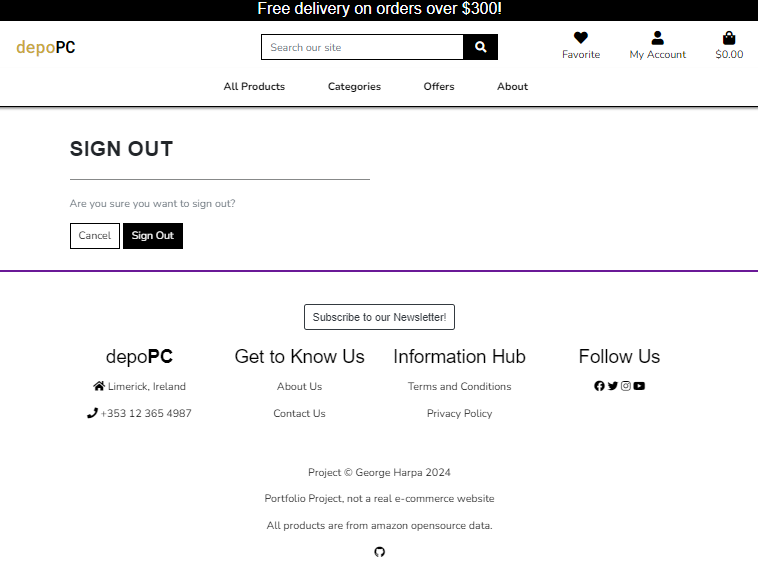 Free delivery on orders over $300!
depoPC
Search our site
Favorite
My Account
$0.00
All Products
Categories
Offers
About
SIGN OUT
Are you sure you want to sign out?
Cancel
Sign Out
Subscribe to our Newsletter!
depoPC
Limerick, Ireland
+353 12 365 4987
Get to Know Us
About Us
Contact Us
Information Hub
Terms and Conditions
Privacy Policy
Follow Us
Project © George Harpa 2024
Portfolio Project, not a real e-commerce website
All products are from amazon opensource data.